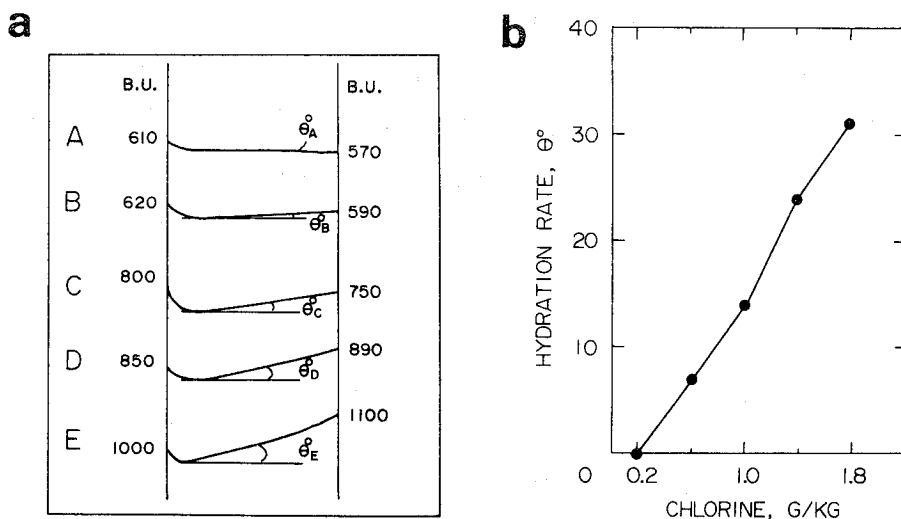 a
B.U. B.U.
A 610 θ°A 570
B 620 θ°B 590
C 800 θ°C 750
D 850 θ°D 890
E 1000 θ°E 1100
b
HYDRATION RATE, θ°
40
30
20
10
0 0.2 1.0 1.8
CHLORINE, G/KG